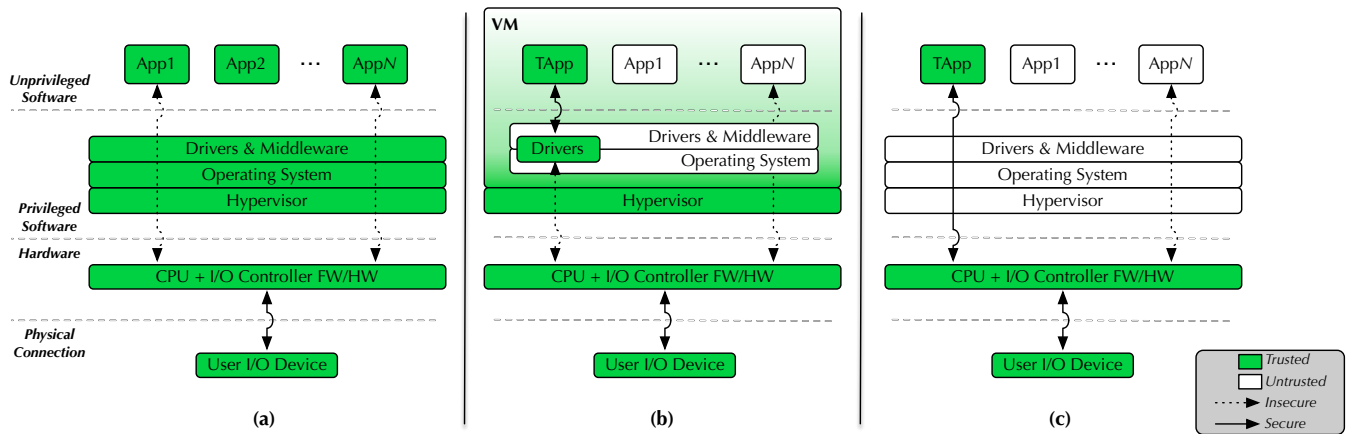 Unprivileged
Software
Privileged
Software
Hardware
Physical
Connection
App1 App2 ... AppN
Drivers & Middleware
Operating System
Hypervisor
CPU + I/O Controller FW/HW
User I/O Device
(a)
VM
TApp App1 ... AppN
Drivers & Middleware
Drivers
Operating System
Hypervisor
CPU + I/O Controller FW/HW
User I/O Device
(b)
TApp App1 ... AppN
Drivers & Middleware
Operating System
Hypervisor
CPU + I/O Controller FW/HW
User I/O Device
(c)
Trusted
Untrusted
Insecure
Secure